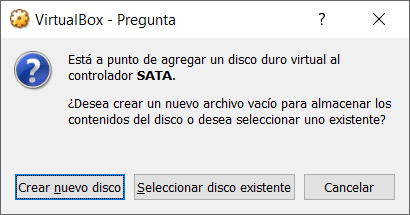 VirtualBox - Pregunta
Está a punto de agregar un disco duro virtual al
controlador SATA.
¿Desea crear un nuevo archivo vacío para almacenar los
contenidos del disco o desea seleccionar uno existente?
Crear nuevo disco
Seleccionar disco existente
Cancelar